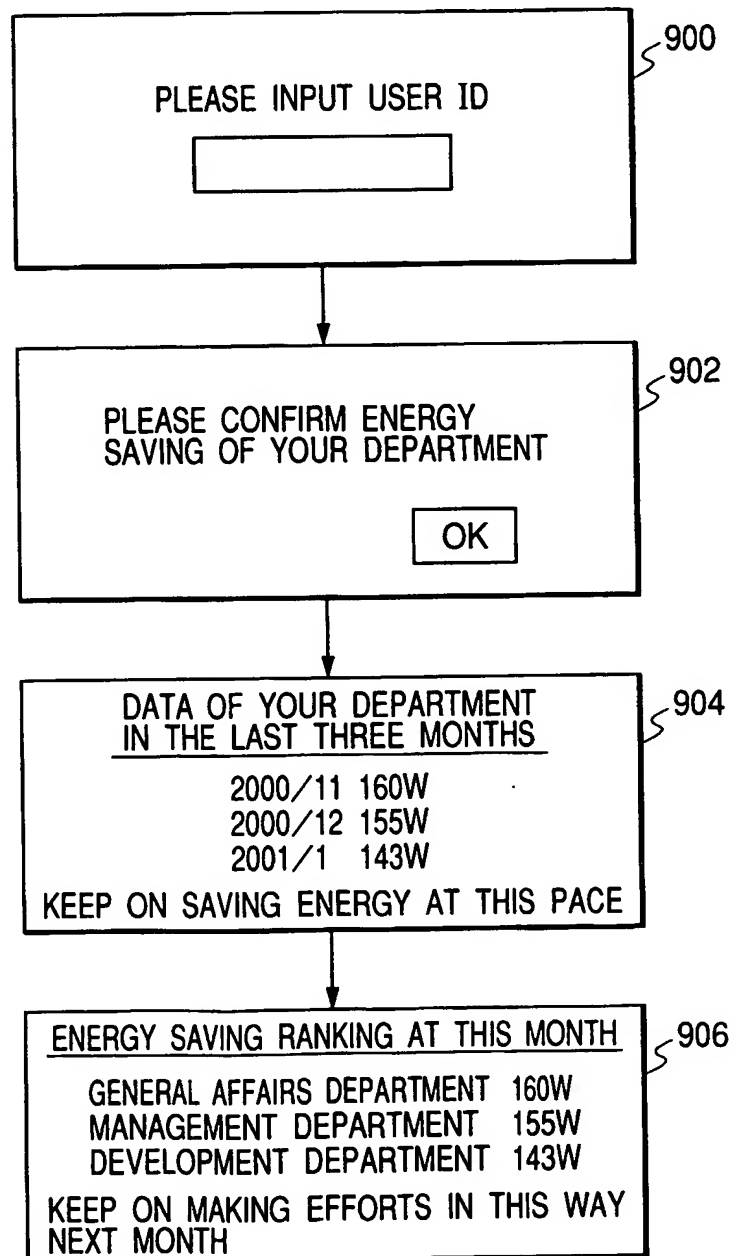 900
PLEASE INPUT USER ID
902
PLEASE CONFIRM ENERGY
SAVING OF YOUR DEPARTMENT
OK
904
DATA OF YOUR DEPARTMENT
IN THE LAST THREE MONTHS
2000/11 160W
2000/12 155W
2001/1 143W
KEEP ON SAVING ENERGY AT THIS PACE
906
ENERGY SAVING RANKING AT THIS MONTH
GENERAL AFFAIRS DEPARTMENT 160W
MANAGEMENT DEPARTMENT 155W
DEVELOPMENT DEPARTMENT 143W
KEEP ON MAKING EFFORTS IN THIS WAY
NEXT MONTH